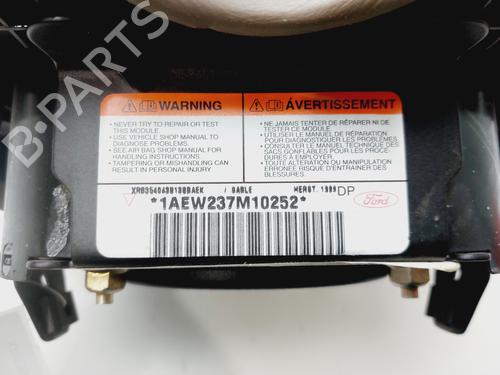 WARNING
• NEVER TRY TO REPAIR OR TEST
THIS MODULE.
• USE VEHICLE SHOP MANUAL TO
DIAGNOSE PROBLEMS.
• SEE AIR BAG SHOP MANUAL FOR
HANDLING INSTRUCTIONS.
• TAMPERING OR MISHANDLING CAN
RESULT IN PERSONAL INJURY.
ÁVERTISSEMENT
• NE JAMAIS TENTER DE RÉPARER NI DE
TESTER CE MODULE.
• UTILISER LE MANUEL DE RÉPARATION
POUR DIAGNOSTIQUER LES PROBLÈMES.
• CONSULTER LE MANUEL TECHNIQUE DES
SACS GONFLABLES POUR LES PROCÉ-
DURES À EMPLOYER.
• TOUTE ALTÉRATION OU MANIPULATION
ERRONÉE RISQUE D'ENTRAÎNER DES
BLESSURES.
/ SABLE DP
*1AEW237M10252*
Ford
B-PARTS